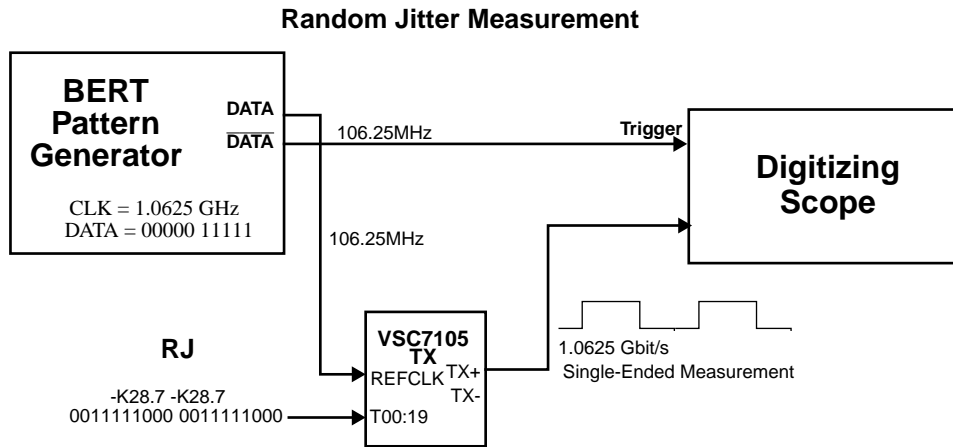 Random Jitter Measurement
BERT
Pattern
Generator
DATA
DATA
CLK = 1.0625 GHz
DATA = 00000 11111
106.25MHz
Trigger
Digitizing
Scope
106.25MHz
VSC7105
TX
REFCLK
TX+
TX-
T00:19
RJ
-K28.7 -K28.7
0011111000 0011111000
1.0625 Gbit/s
Single-Ended Measurement